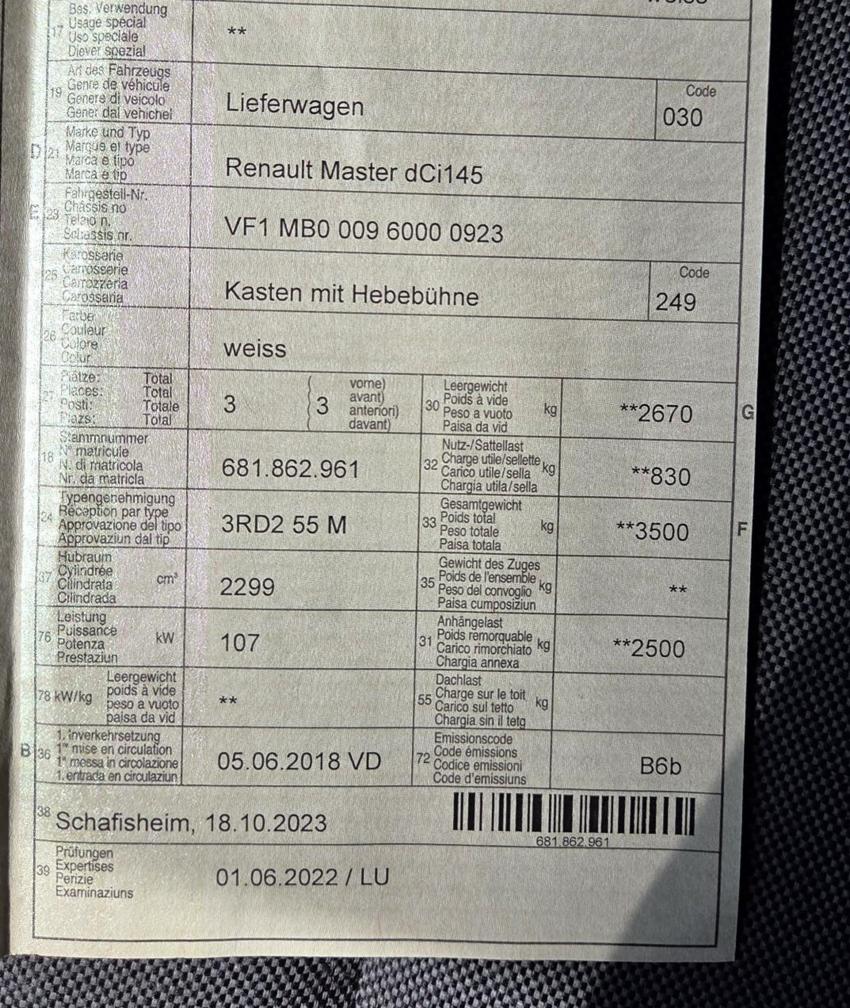 Bes. Verwendung
17 Usage spécial
Uso speciale
Diever spezial
**
Art des Fahrzeugs
19 Genre de véhicule
Genere di veicolo
Gener dal vehichel
Lieferwagen
Code
030
Marke und Typ
D 21 Marque et type
Marca e tipo
Marca e tip
Renault Master dCi145
Fahrgestell-Nr.
E 23 Châssis no
Telaio n.
Schassis nr.
VF1 MB0 009 6000 0923
Karosserie
25 Carrosserie
Carrozzeria
Carossaria
Kasten mit Hebebühne
Code
249
Farbe
26 Couleur
Colore
Colur
weiss
Plätze: Total
27 Places: Total
Posti: Totale
Plazs: Total
3
3
vorne)
avant)
anteriori)
davant)
Leergewicht
30 Poids à vide kg
Peso a vuoto
Paisa da vid
**2670
G
Stammnummer
18 N° matricule
N. di matricola
Nr. da matricla
681.862.961
Nutz-/Sattellast
32 Charge utile/sellette kg
Carico utile/sella
Chargia utila/sella
**830
Typengenehmigung
24 Réception par type
Approvazione del tipo
Approvaziun dal tip
3RD2 55 M
Gesamtgewicht
33 Poids total kg
Peso totale
Paisa totala
**3500
F
Hubraum
37 Cylindrée cm³
Cilindrata
Cilindrada
2299
Gewicht des Zuges
35 Poids de l'ensemble kg
Peso del convoglio
Paisa cumposiziun
**
Leistung
76 Puissance kW
Potenza
Prestaziun
107
Anhängelast
31 Poids remorquable kg
Carico rimorchiato
Chargia annexa
**2500
Leergewicht
78 kW/kg poids à vide
peso a vuoto
paisa da vid
**
Dachlast
55 Charge sur le toit kg
Carico sul tetto
Chargia sin il tetg
1. Inverkehrsetzung
B 36 1re mise en circulation
1a messa in circolazione
1. entrada en circulaziun
05.06.2018 VD
Emissionscode
72 Code émissions
Codice emissioni
Code d'emissiuns
B6b
38 Schafisheim, 18.10.2023
681.862.961
Prüfungen
39 Expertises
Perizie
Examinaziuns
01.06.2022 / LU